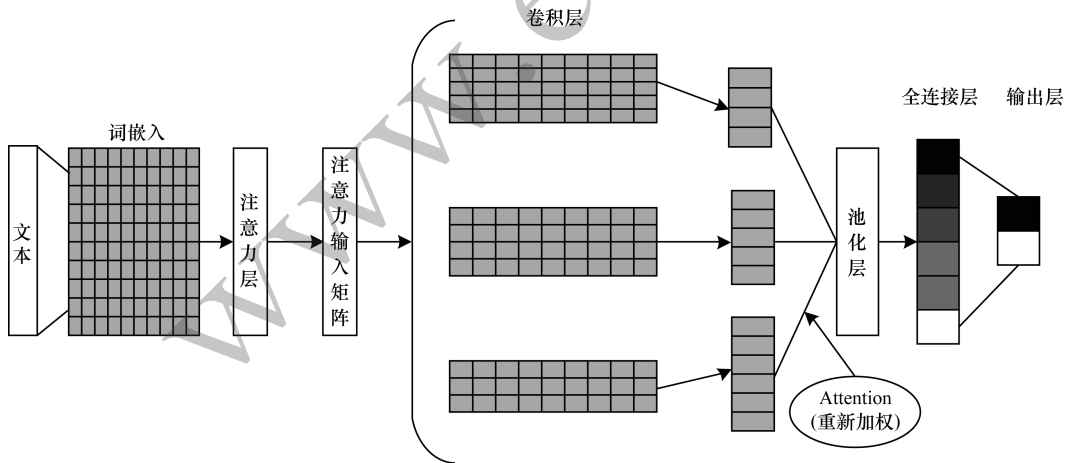 文本
词嵌入
注意力层
注意力输入矩阵
卷积层
池化层
Attention
(重新加权)
全连接层
输出层
www.e